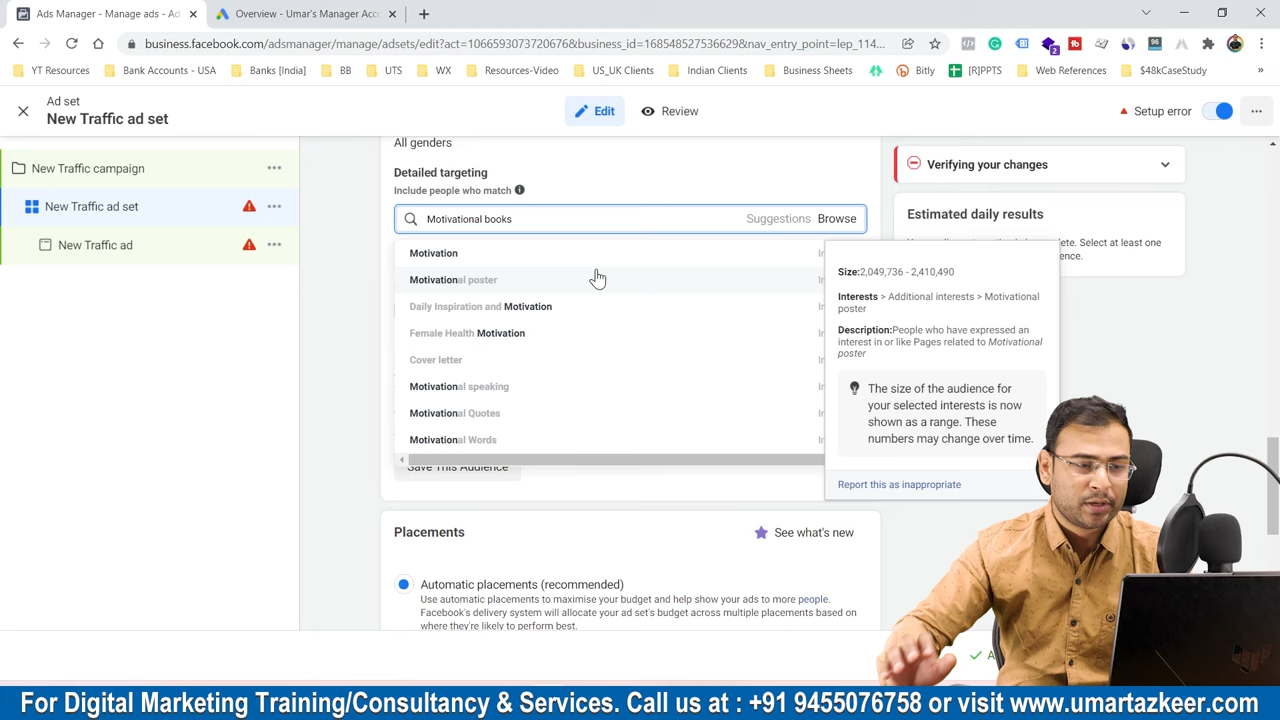 Ads Manager - Manage ads - Ad
Overview - Umar's Manager Acc
business.facebook.com/adsmanager/manage/adsets/edit?act=1066593073720676&business_id=168548527536629&nav_entry_point=lep_114...
2
96
YT Resources
Bank Accounts - USA
Banks [India]
BB
UTS
WX
Resources-Video
US_UK Clients
Indian Clients
Business Sheets
Bitly
[R]PPTS
Web References
$48kCaseStudy
»
Ad set
New Traffic ad set
Edit
Review
Setup error
New Traffic campaign
New Traffic ad set
New Traffic ad
All genders
Detailed targeting
Include people who match
Motivational books
Suggestions
Browse
Motivation
Motivational poster
Daily Inspiration and Motivation
Female Health Motivation
Cover letter
Motivational speaking
Motivational Quotes
Motivational Words
Save This Audience
Verifying your changes
Estimated daily results
Size:2,049,736 - 2,410,490
Interests > Additional interests > Motivational
poster
Description:People who have expressed an
interest in or like Pages related to Motivational
poster
The size of the audience for
your selected interests is now
shown as a range. These
numbers may change over time.
Report this as inappropriate
Placements
See what's new
Automatic placements (recommended)
Use automatic placements to maximise your budget and help show your ads to more people.
Facebook's delivery system will allocate your ad set's budget across multiple placements based on
where they're likely to perform best.
For Digital Marketing Training/Consultancy & Services. Call us at : +91 9455076758 or visit www.umartazkeer.com